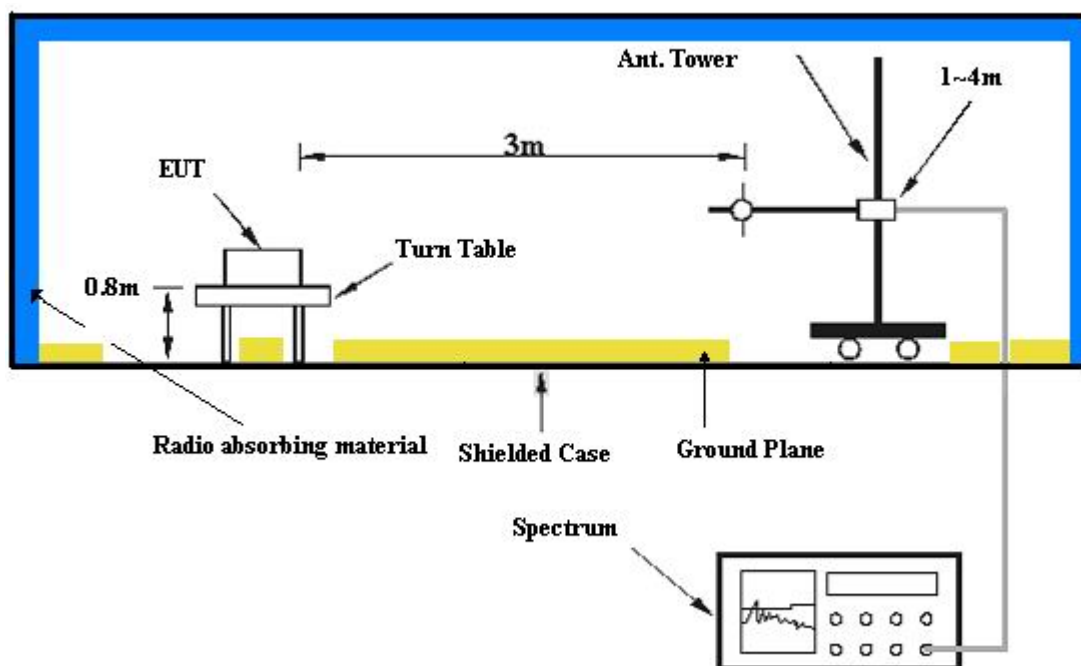 Ant. Tower
1~4m
3m
EUT
Turn Table
0.8m
Radio absorbing material
Shielded Case
Ground Plane
Spectrum